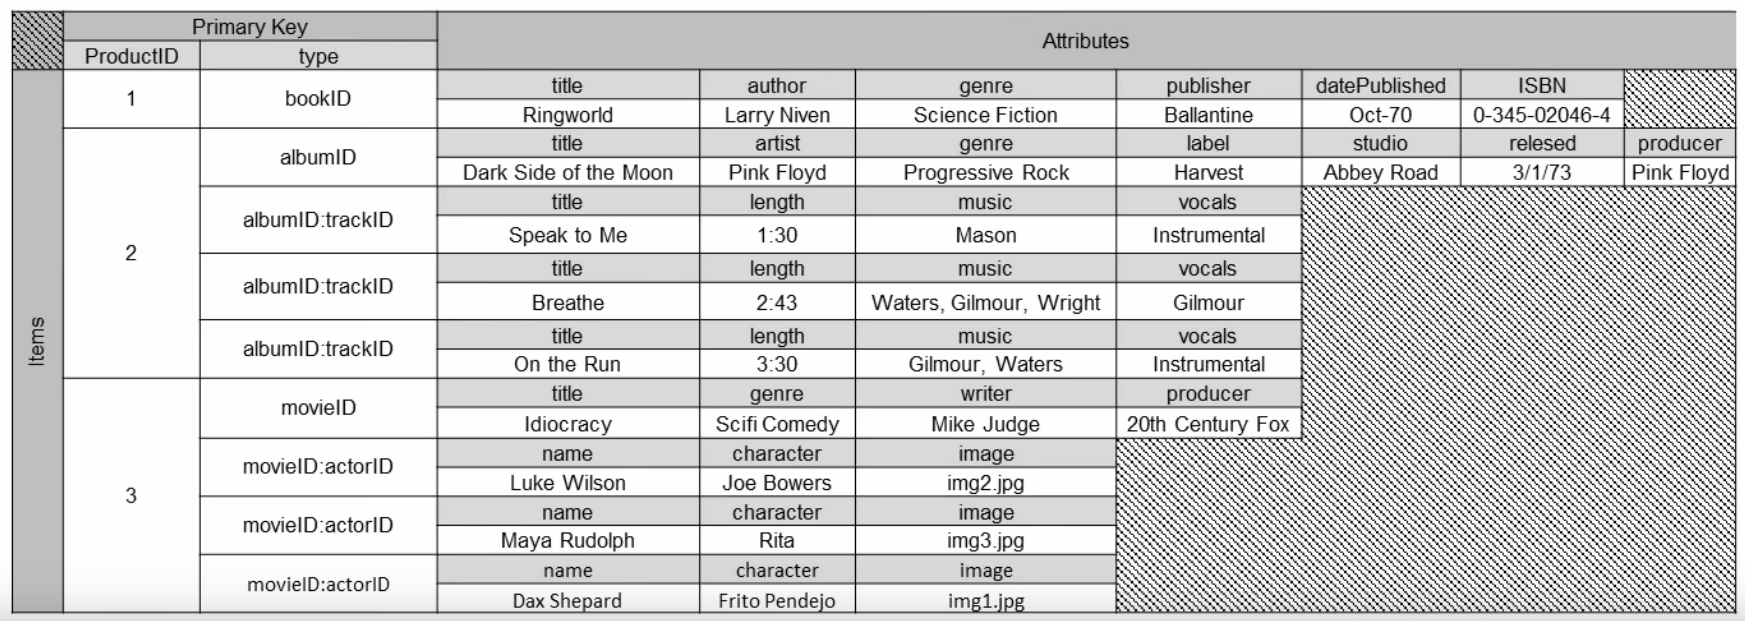 Primary Key
Attributes
ProductID type
Items
1 bookID
title author genre publisher datePublished ISBN
Ringworld Larry Niven Science Fiction Ballantine Oct-70 0-345-02046-4
2
albumID
title artist genre label studio relesed producer
Dark Side of the Moon Pink Floyd Progressive Rock Harvest Abbey Road 3/1/73 Pink Floyd
albumID:trackID
title length music vocals
Speak to Me 1:30 Mason Instrumental
albumID:trackID
title length music vocals
Breathe 2:43 Waters, Gilmour, Wright Gilmour
albumID:trackID
title length music vocals
On the Run 3:30 Gilmour, Waters Instrumental
3
movieID
title genre writer producer
Idiocracy Scifi Comedy Mike Judge 20th Century Fox
movieID:actorID
name character image
Luke Wilson Joe Bowers img2.jpg
movieID:actorID
name character image
Maya Rudolph Rita img3.jpg
movieID:actorID
name character image
Dax Shepard Frito Pendejo img1.jpg